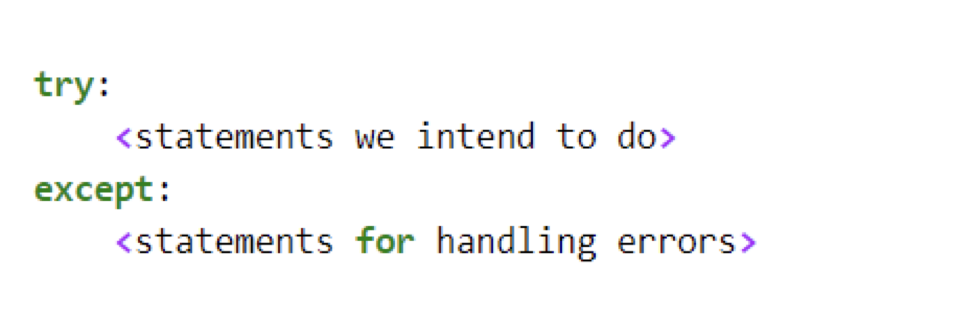 try:
<statements we intend to do>
except:
<statements for handling errors>